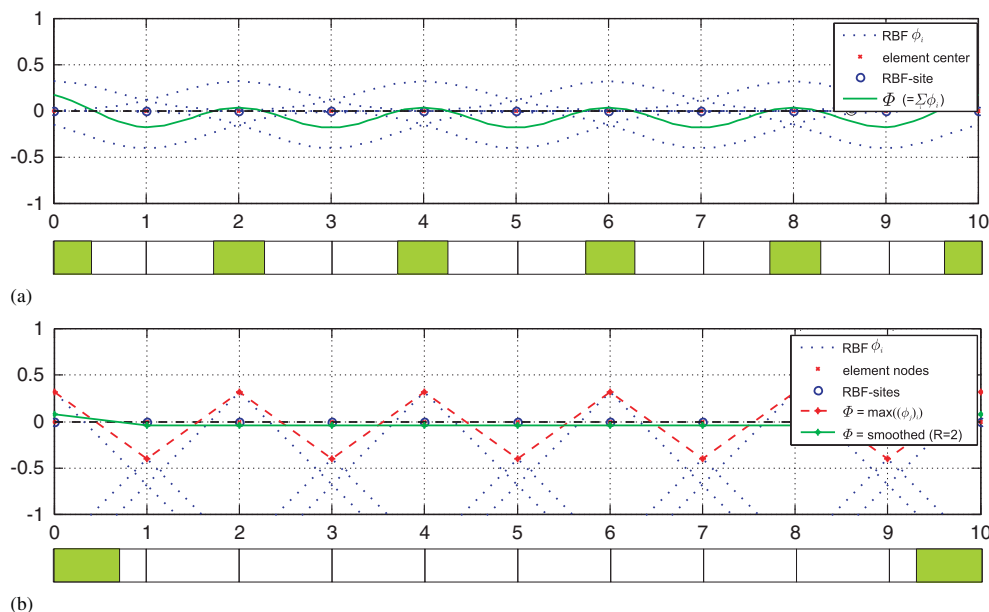 1
0.5
0
-0.5
-1
0 1 2 3 4 5 6 7 8 9 10
RBF ϕᵢ
element center
RBF-site
Φ (=Σϕᵢ)
(a)
1
0.5
0
-0.5
-1
0 1 2 3 4 5 6 7 8 9 10
RBF ϕᵢ
element nodes
RBF-sites
Φ = max((ϕᵢ)ᵢ)
Φ = smoothed (R=2)
(b)